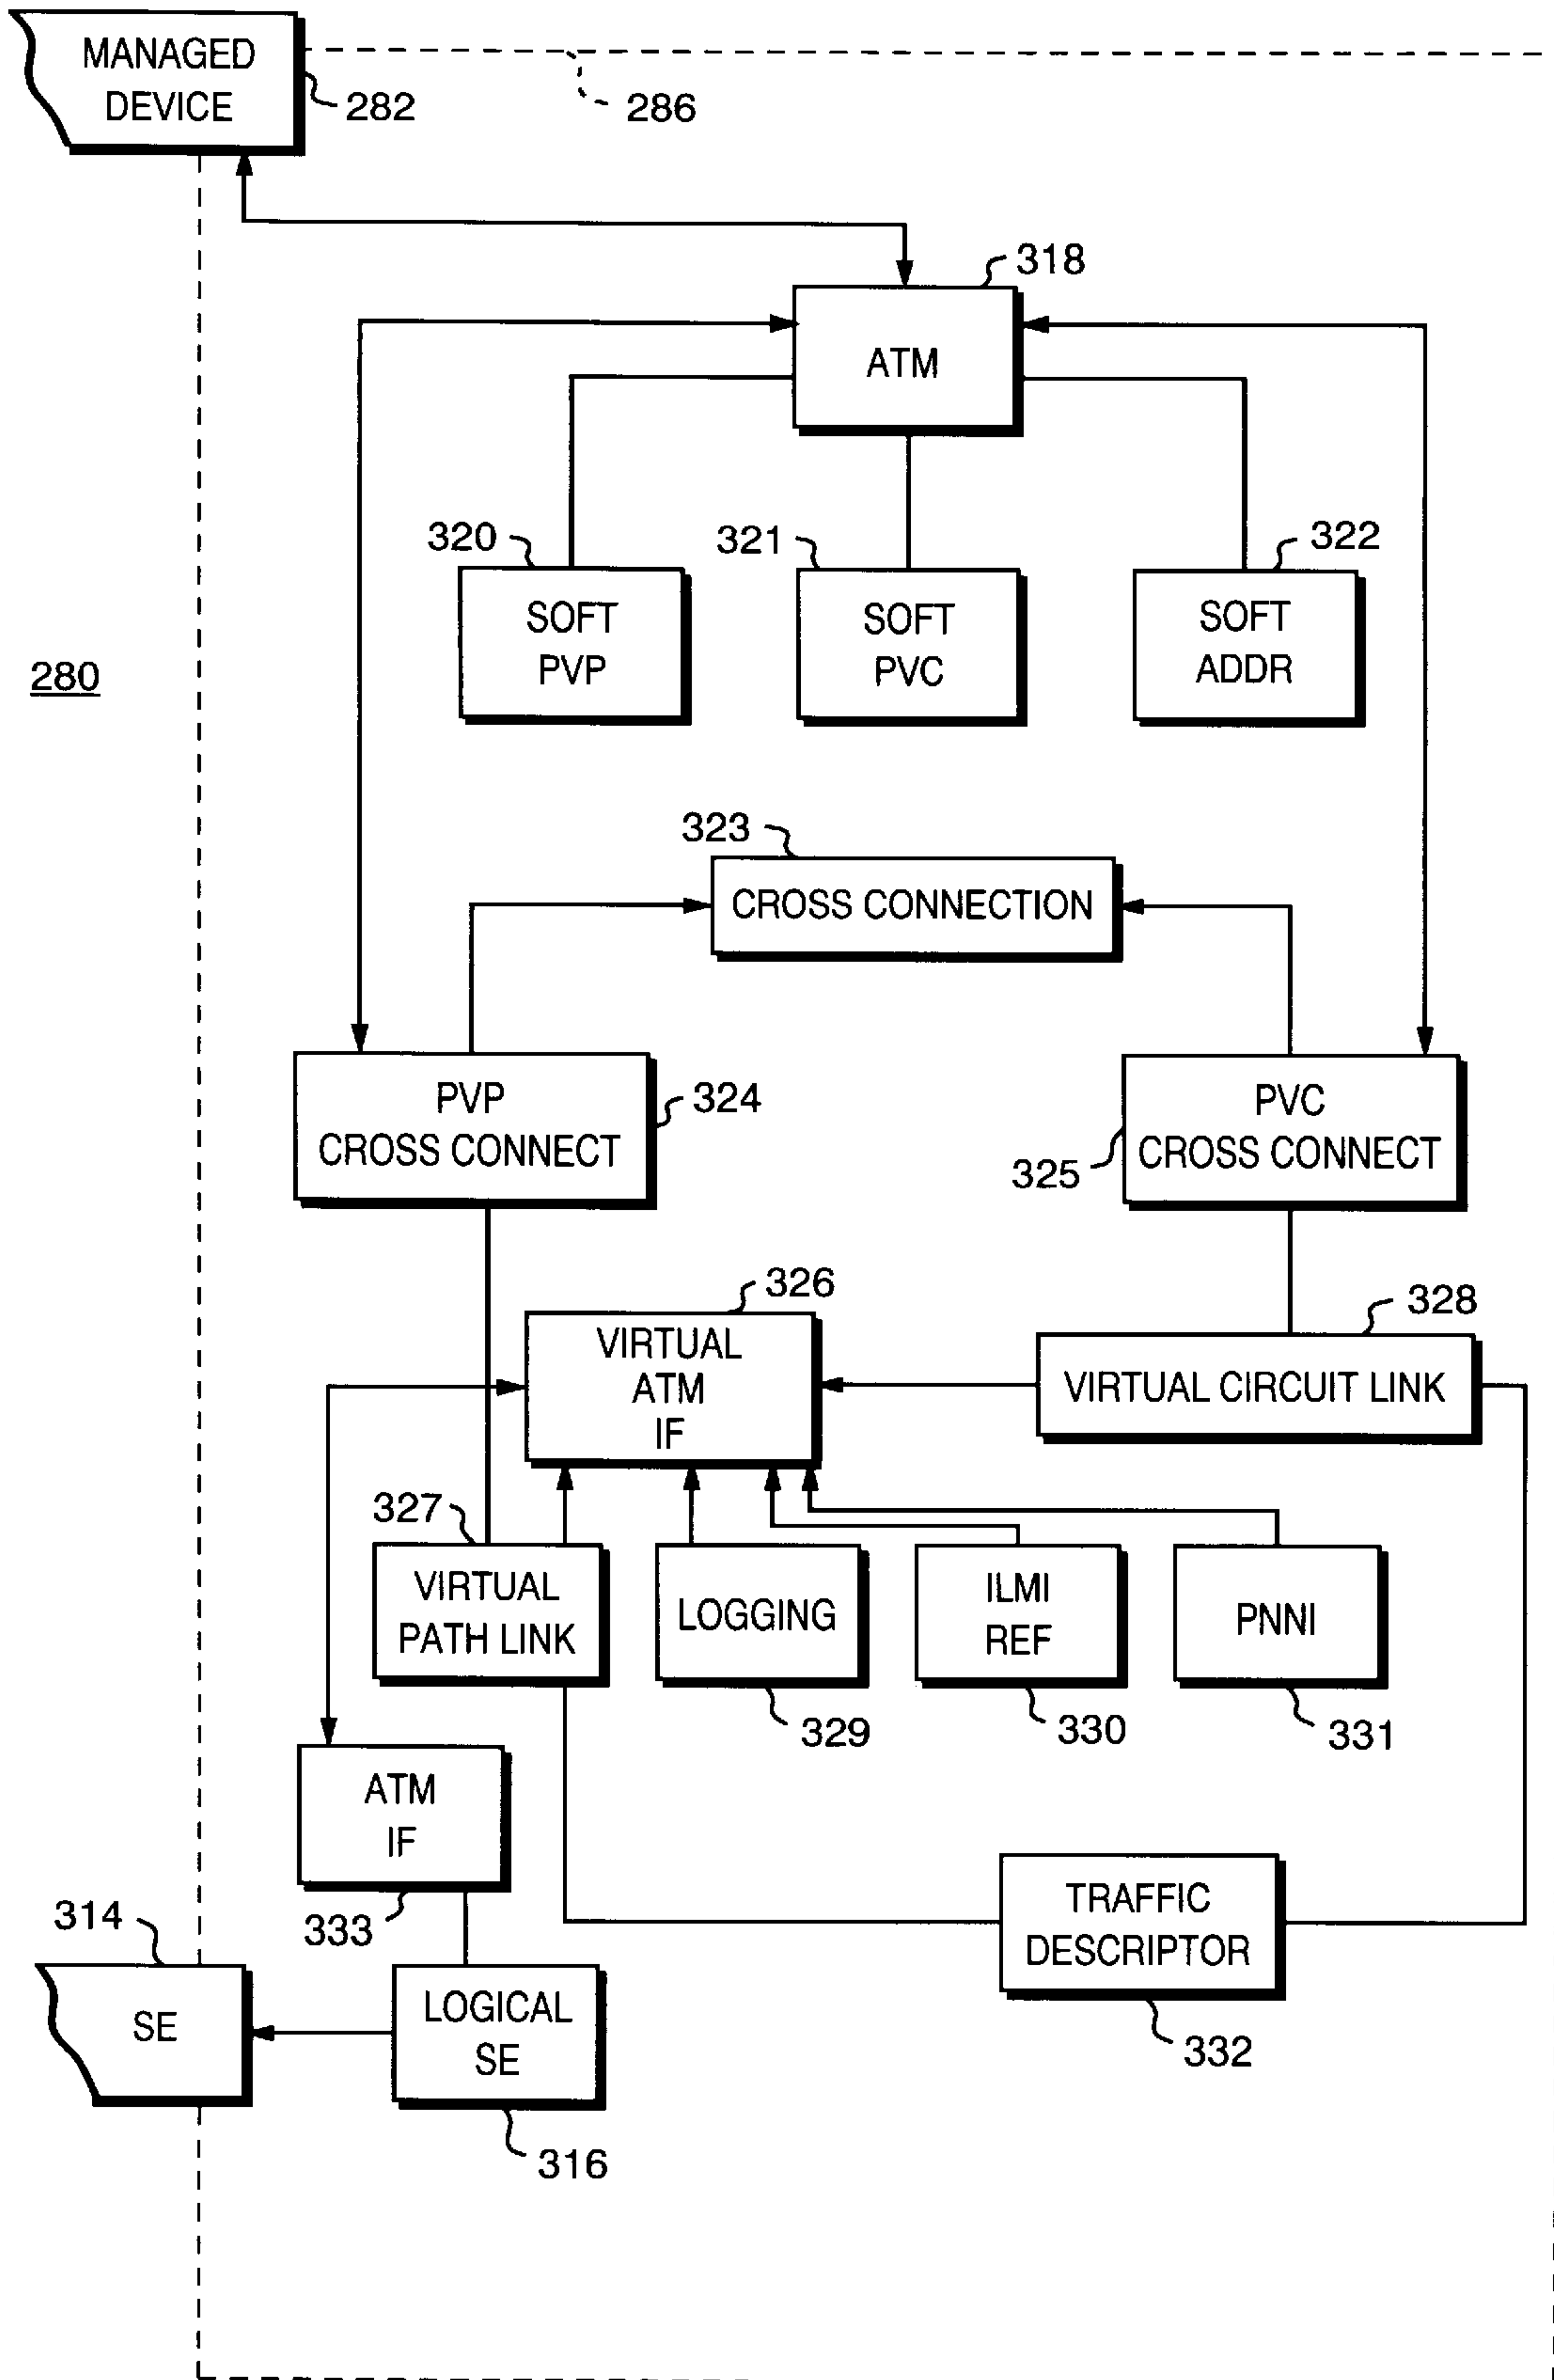 MANAGED
DEVICE
282
286
318
ATM
320
321
322
SOFT
PVP
SOFT
PVC
SOFT
ADDR
280
323
CROSS CONNECTION
PVP
CROSS CONNECT
324
PVC
CROSS CONNECT
325
326
VIRTUAL
ATM
IF
328
VIRTUAL CIRCUIT LINK
327
VIRTUAL
PATH LINK
LOGGING
ILMI
REF
PNNI
329
330
331
ATM
IF
333
314
SE
LOGICAL
SE
316
TRAFFIC
DESCRIPTOR
332